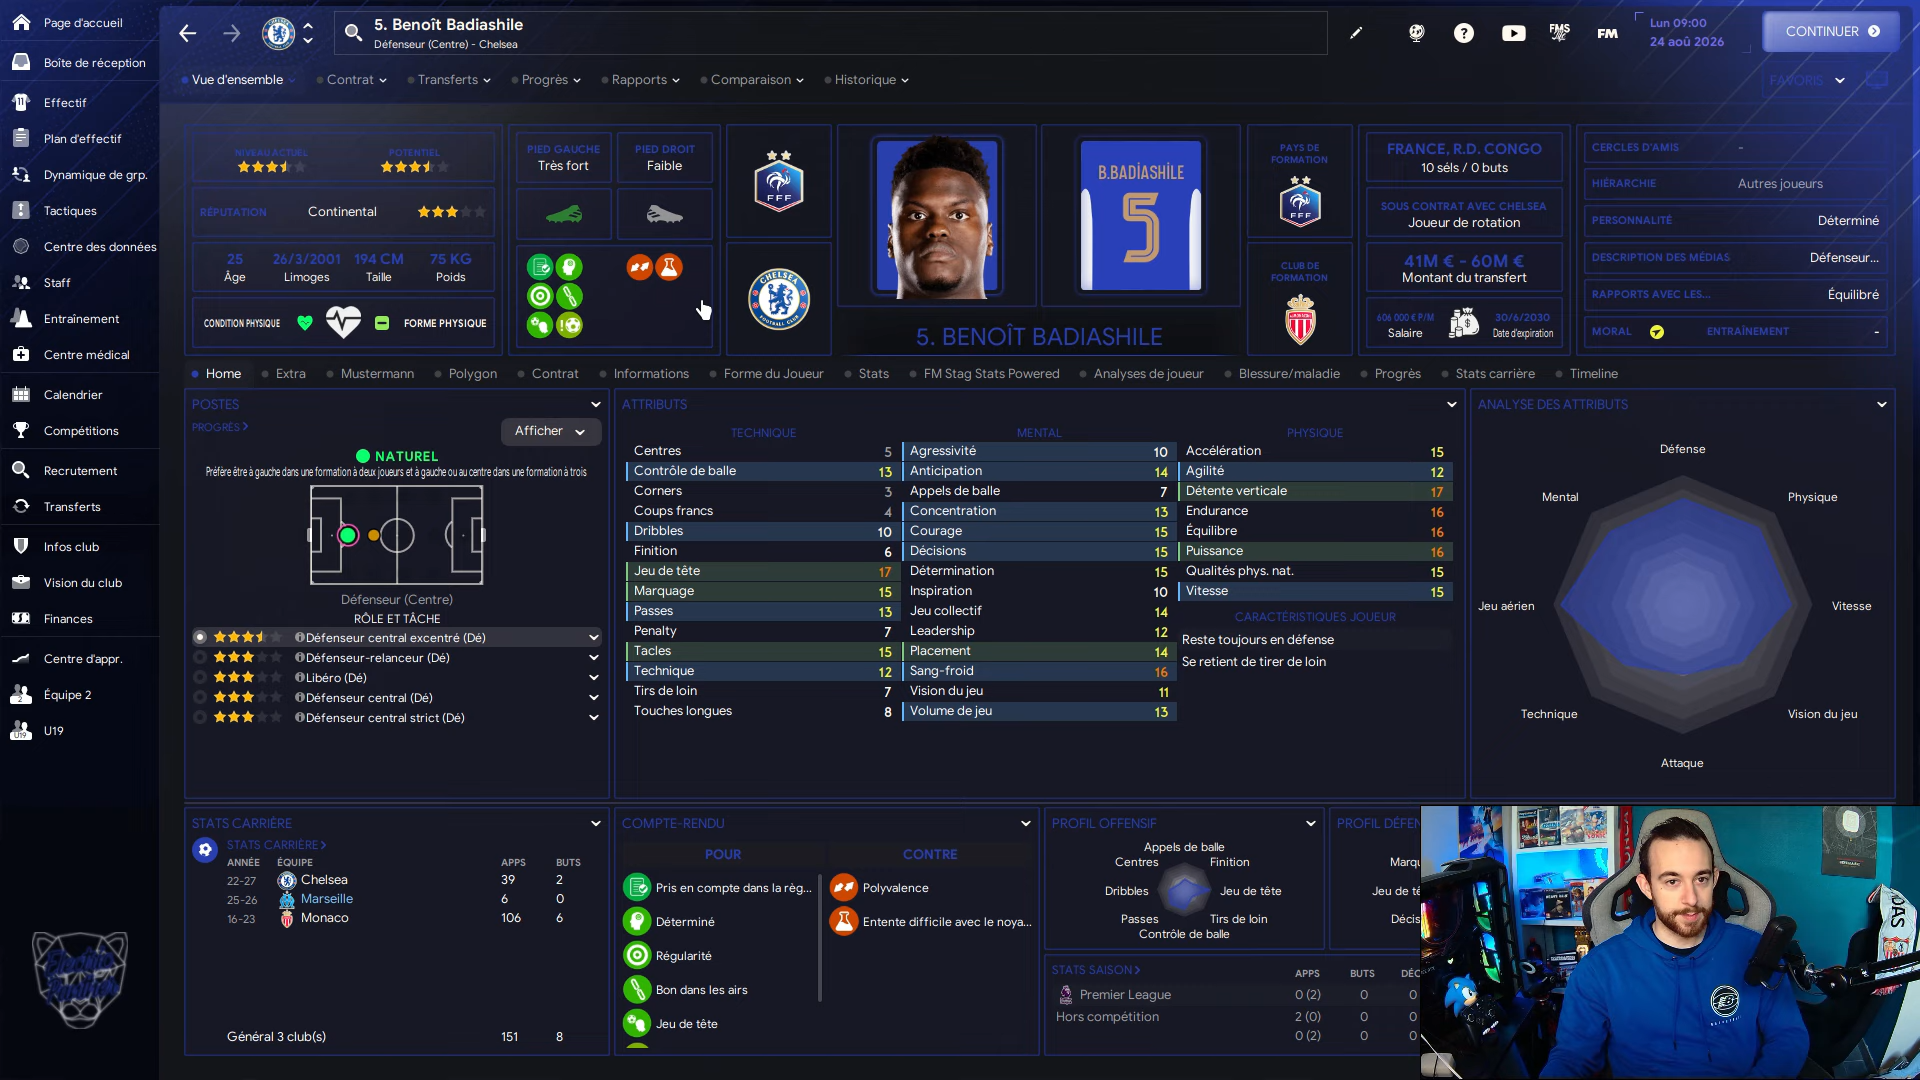 Page d'accueil
Boîte de réception
Effectif
Plan d'effectif
Dynamique de grp.
Tactiques
Centre des données
Staff
Entraînement
Centre médical
Calendrier
Compétitions
Recrutement
Transferts
Infos club
Vision du club
Finances
Centre d'appr.
Équipe 2
U19
5. Benoît Badiashile
Défenseur (Centre) - Chelsea
FM
Lun 09:00
24 aoû 2026
CONTINUER
Vue d'ensemble
Contrat
Transferts
Progrès
Rapports
Comparaison
Historique
FAVORIS
NIVEAU ACTUEL
POTENTIEL
RÉPUTATION
Continental
25
Âge
26/3/2001
Limoges
194 CM
Taille
75 KG
Poids
CONDITION PHYSIQUE
FORME PHYSIQUE
PIED GAUCHE
Très fort
PIED DROIT
Faible
FFF
CHELSEA
FOOTBALL CLUB
B.BADIASHILE
5
5. BENOÎT BADIASHILE
PAYS DE FORMATION
FFF
CLUB DE FORMATION
FRANCE, R.D. CONGO
10 séls / 0 buts
SOUS CONTRAT AVEC CHELSEA
Joueur de rotation
41M € - 60M €
Montant du transfert
606 000 € P/M
Salaire
30/6/2030
Date d'expiration
CERCLES D'AMIS -
HIÉRARCHIE Autres joueurs
PERSONNALITÉ Déterminé
DESCRIPTION DES MÉDIAS Défenseur...
RAPPORTS AVEC LES... Équilibré
MORAL ENTRAÎNEMENT -
Home
Extra
Mustermann
Polygon
Contrat
Informations
Forme du Joueur
Stats
FM Stag Stats Powered
Analyses de joueur
Blessure/maladie
Progrès
Stats carrière
Timeline
POSTES
PROGRÈS
Afficher
NATUREL
Préfère être à gauche dans une formation à deux joueurs et à gauche ou au centre dans une formation à trois
Défenseur (Centre)
RÔLE ET TÂCHE
Défenseur central excentré (Dé)
Défenseur-relanceur (Dé)
Libéro (Dé)
Défenseur central (Dé)
Défenseur central strict (Dé)
ATTRIBUTS
TECHNIQUE
Centres 5
Contrôle de balle 13
Corners 3
Coups francs 4
Dribbles 10
Finition 6
Jeu de tête 17
Marquage 15
Passes 13
Penalty 7
Tacles 15
Technique 12
Tirs de loin 7
Touches longues 8
MENTAL
Agressivité 10
Anticipation 14
Appels de balle 7
Concentration 13
Courage 15
Décisions 15
Détermination 15
Inspiration 10
Jeu collectif 14
Leadership 12
Placement 14
Sang-froid 16
Vision du jeu 11
Volume de jeu 13
PHYSIQUE
Accélération 15
Agilité 12
Détente verticale 17
Endurance 16
Équilibre 16
Puissance 16
Qualités phys. nat. 15
Vitesse 15
CARACTÉRISTIQUES JOUEUR
Reste toujours en défense
Se retient de tirer de loin
ANALYSE DES ATTRIBUTS
Défense
Mental
Physique
Jeu aérien
Vitesse
Technique
Vision du jeu
Attaque
STATS CARRIÈRE
STATS CARRIÈRE
ANNÉE ÉQUIPE APPS BUTS
22-27 Chelsea 39 2
25-26 Marseille 6 0
16-23 Monaco 106 6
Général 3 club(s) 151 8
COMPTE-RENDU
POUR
Pris en compte dans la règ...
Déterminé
Régularité
Bon dans les airs
Jeu de tête
CONTRE
Polyvalence
Entente difficile avec le noya...
PROFIL OFFENSIF
Appels de balle
Centres
Finition
Dribbles
Jeu de tête
Passes
Tirs de loin
Contrôle de balle
PROFIL DÉFEN
Marqu
Jeu de tê
Décis
STATS SAISON
APPS BUTS DÉC
Premier League 0 (2) 0 0
Hors compétition 2 (0) 0 0
0 (2) 0 0